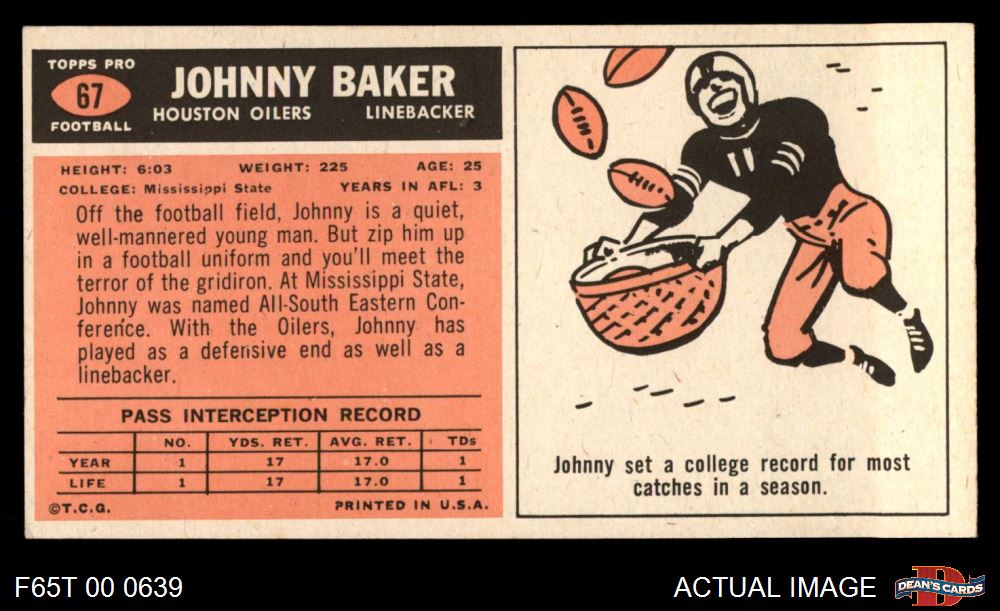 TOPPS PRO
67
FOOTBALL
JOHNNY BAKER
HOUSTON OILERS LINEBACKER
HEIGHT: 6:03 WEIGHT: 225 AGE: 25
COLLEGE: Mississippi State YEARS IN AFL: 3
Off the football field, Johnny is a quiet,
well-mannered young man. But zip him up
in a football uniform and you'll meet the
terror of the gridiron. At Mississippi State,
Johnny was named All-South Eastern Con-
ference. With the Oilers, Johnny has
played as a defensive end as well as a
linebacker.
PASS INTERCEPTION RECORD
NO. YDS. RET. AVG. RET. TDs
YEAR 1 17 17.0 1
LIFE 1 17 17.0 1
©T.C.G. PRINTED IN U.S.A.
Johnny set a college record for most
catches in a season.
F65T 00 0639
ACTUAL IMAGE
DEAN'S CARDS